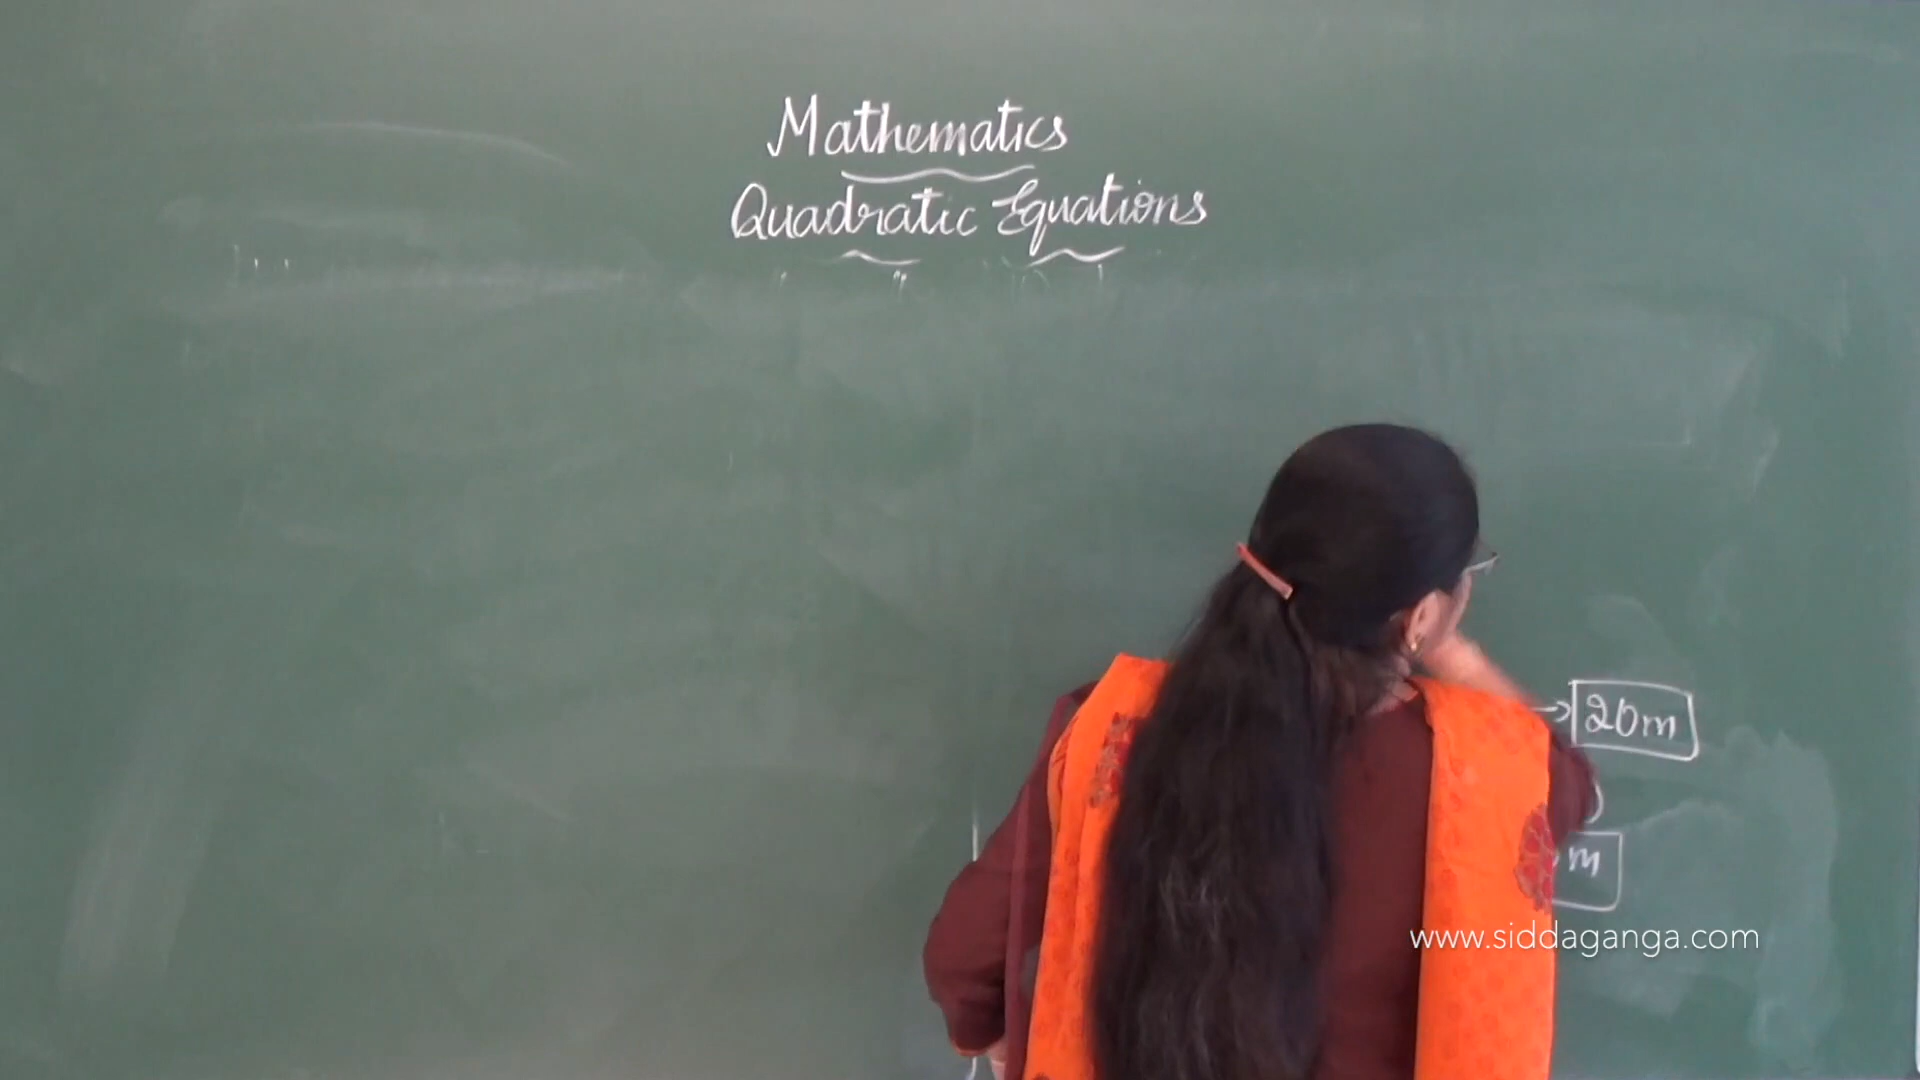 Mathematics
Quadratic Equations
20m
m
www.siddaganga.com